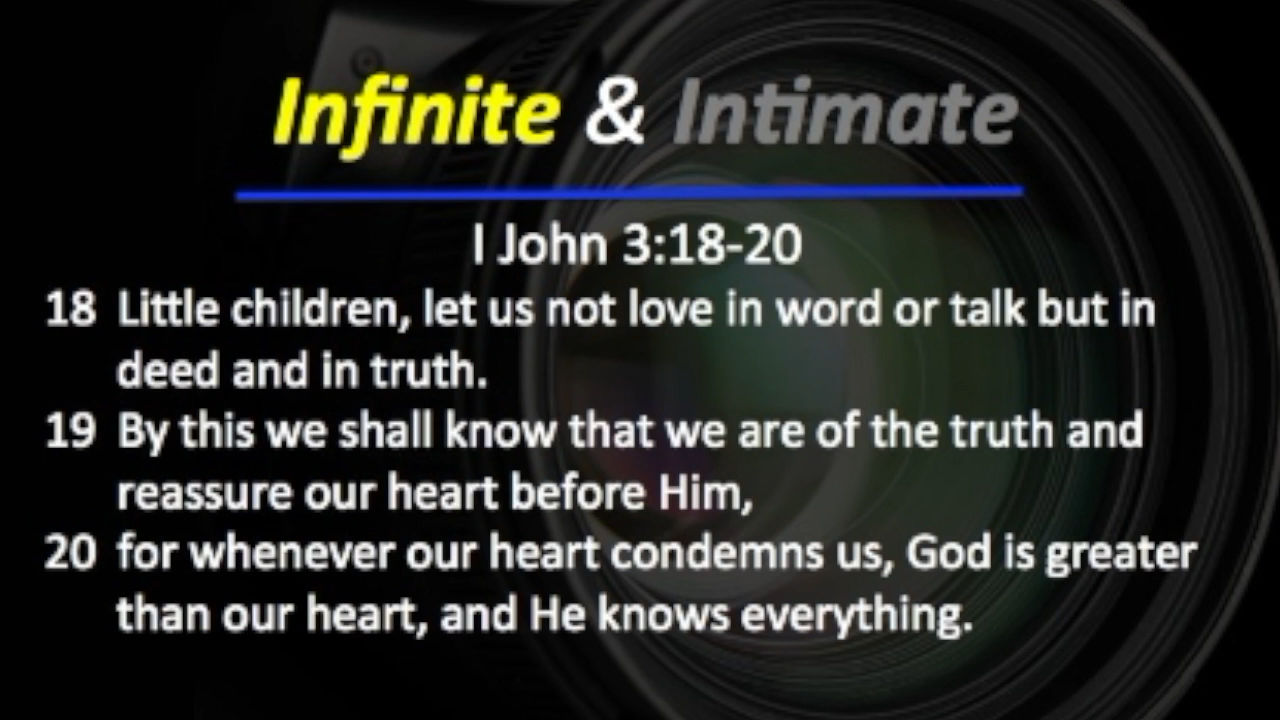 Infinite & Intimate
I John 3:18-20
18 Little children, let us not love in word or talk but in
deed and in truth.
19 By this we shall know that we are of the truth and
reassure our heart before Him,
20 for whenever our heart condemns us, God is greater
than our heart, and He knows everything.